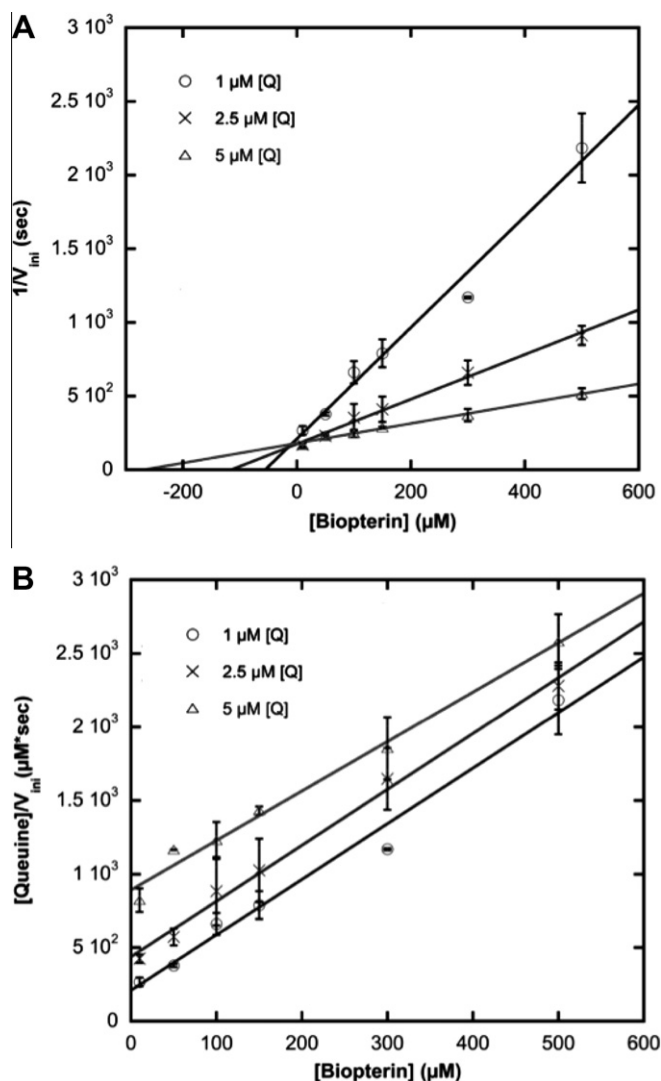 A
3 10³
2.5 10³
2 10³
1.5 10³
1 10³
5 10²
0
1/V_ini (sec)
1 µM [Q]
2.5 µM [Q]
5 µM [Q]
-200
0
200
400
600
[Biopterin] (µM)
B
3 10³
2.5 10³
2 10³
1.5 10³
1 10³
5 10²
0
[Queuine]/V_ini (µM*sec)
1 µM [Q]
2.5 µM [Q]
5 µM [Q]
0
100
200
300
400
500
600
[Biopterin] (µM)